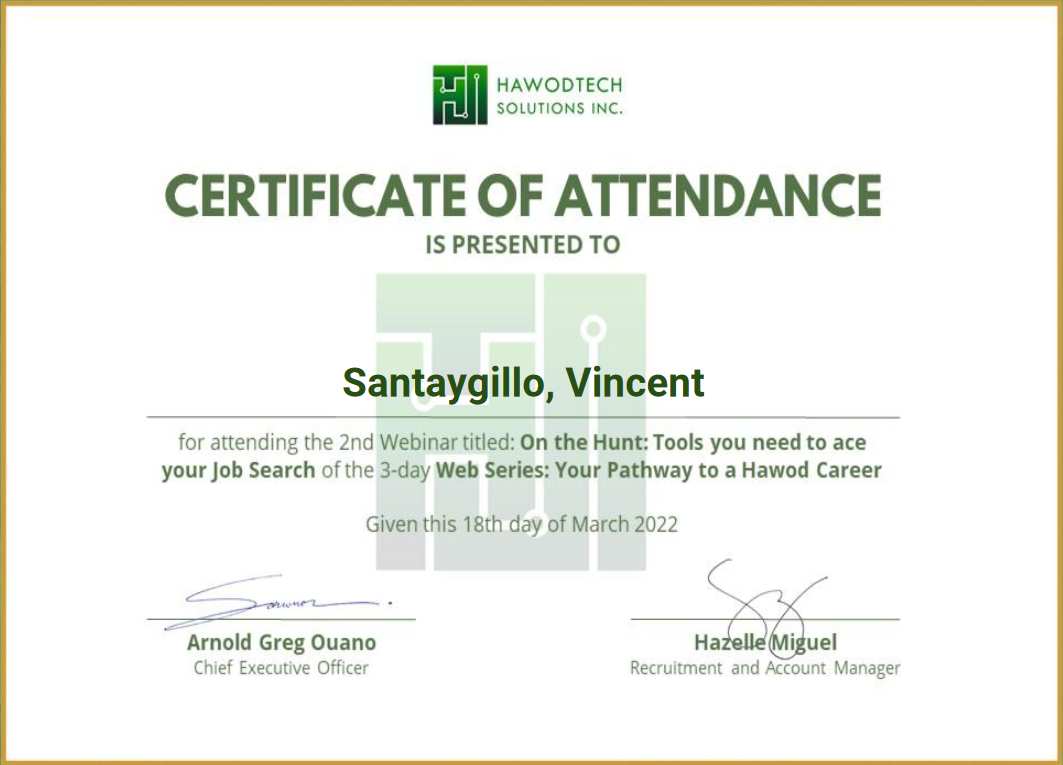 HAWODTECH
SOLUTIONS INC.
CERTIFICATE OF ATTENDANCE
IS PRESENTED TO
Santaygillo, Vincent
for attending the 2nd Webinar titled: On the Hunt: Tools you need to ace
your Job Search of the 3-day Web Series: Your Pathway to a Hawod Career
Given this 18th day of March 2022
Arnold Greg Ouano
Chief Executive Officer
Hazelle Miguel
Recruitment and Account Manager